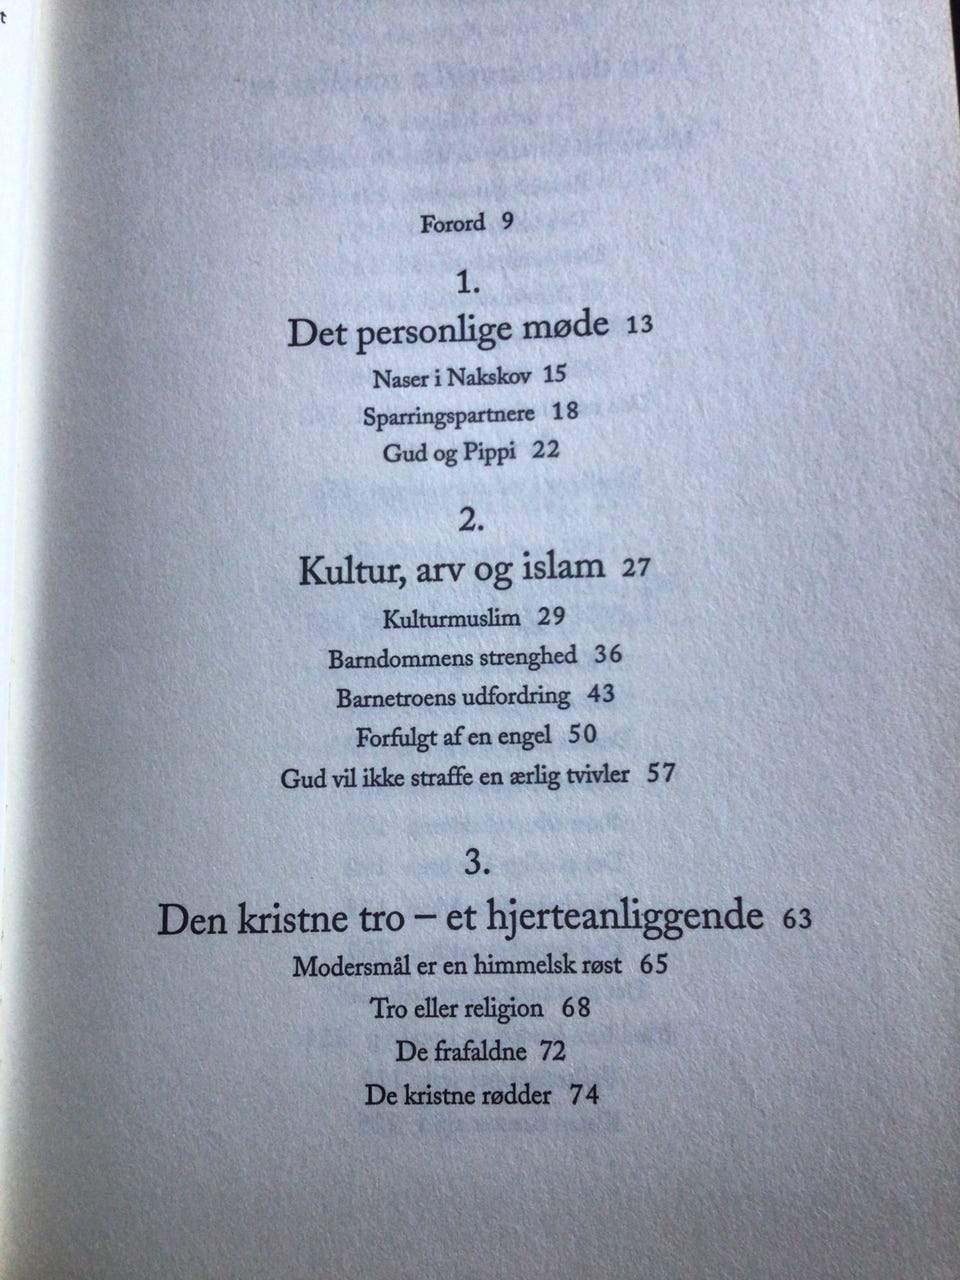 Forord 9
1.
Det personlige møde 13
Naser i Nakskov 15
Sparringspartnere 18
Gud og Pippi 22
2.
Kultur, arv og islam 27
Kulturmuslim 29
Barndommens strenghed 36
Barnetroens udfordring 43
Forfulgt af en engel 50
Gud vil ikke straffe en ærlig tvivler 57
3.
Den kristne tro – et hjerteanliggende 63
Modersmål er en himmelsk røst 65
Tro eller religion 68
De frafaldne 72
De kristne rødder 74